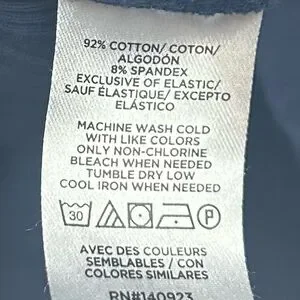 92% COTTON/ COTON/
ALGODÓN
8% SPANDEX
EXCLUSIVE OF ELASTIC/
SAUF ÉLASTIQUE/ EXCEPTO
ELÁSTICO
MACHINE WASH COLD
WITH LIKE COLORS
ONLY NON-CHLORINE
BLEACH WHEN NEEDED
TUMBLE DRY LOW
COOL IRON WHEN NEEDED
30 P
AVEC DES COULEURS
SEMBLABLES / CON
COLORES SIMILARES
RN#140923